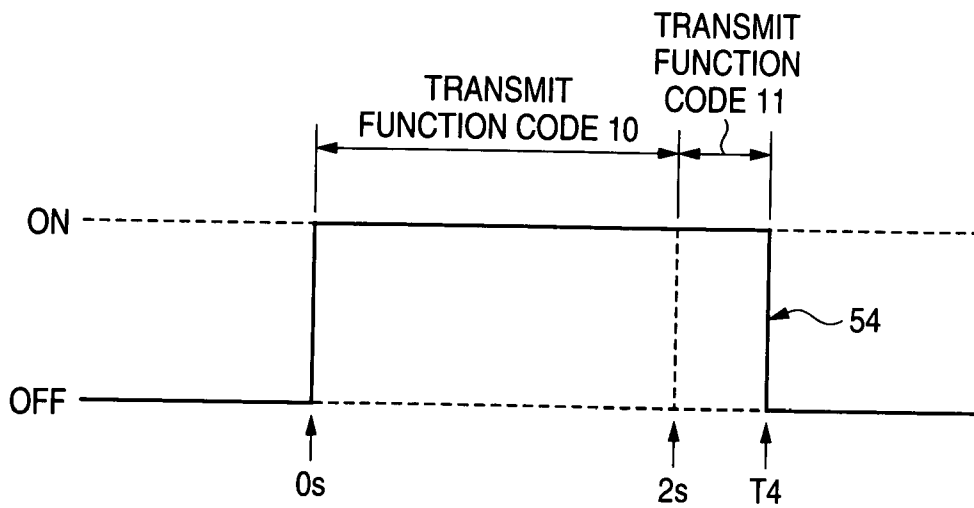 TRANSMIT
FUNCTION
CODE 11
TRANSMIT
FUNCTION CODE 10
ON
54
OFF
0s
2s
T4